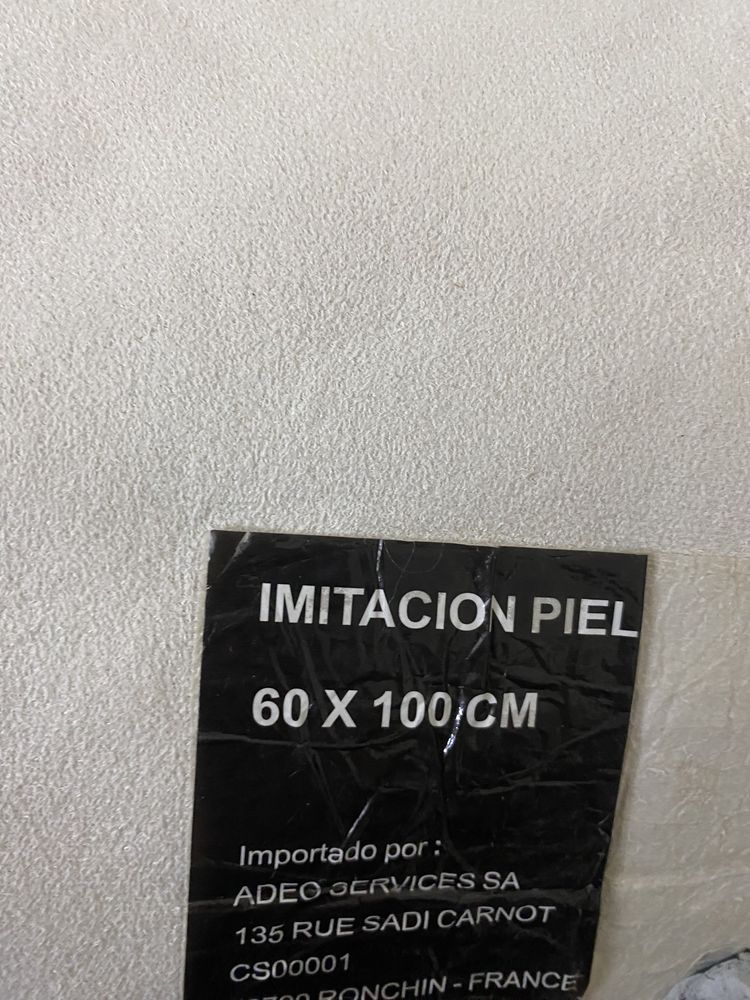 IMITACION PIEL
60 X 100 CM
Importado por :
ADEO SERVICES SA
135 RUE SADI CARNOT
CS00001
RONCHIN - FRANCE